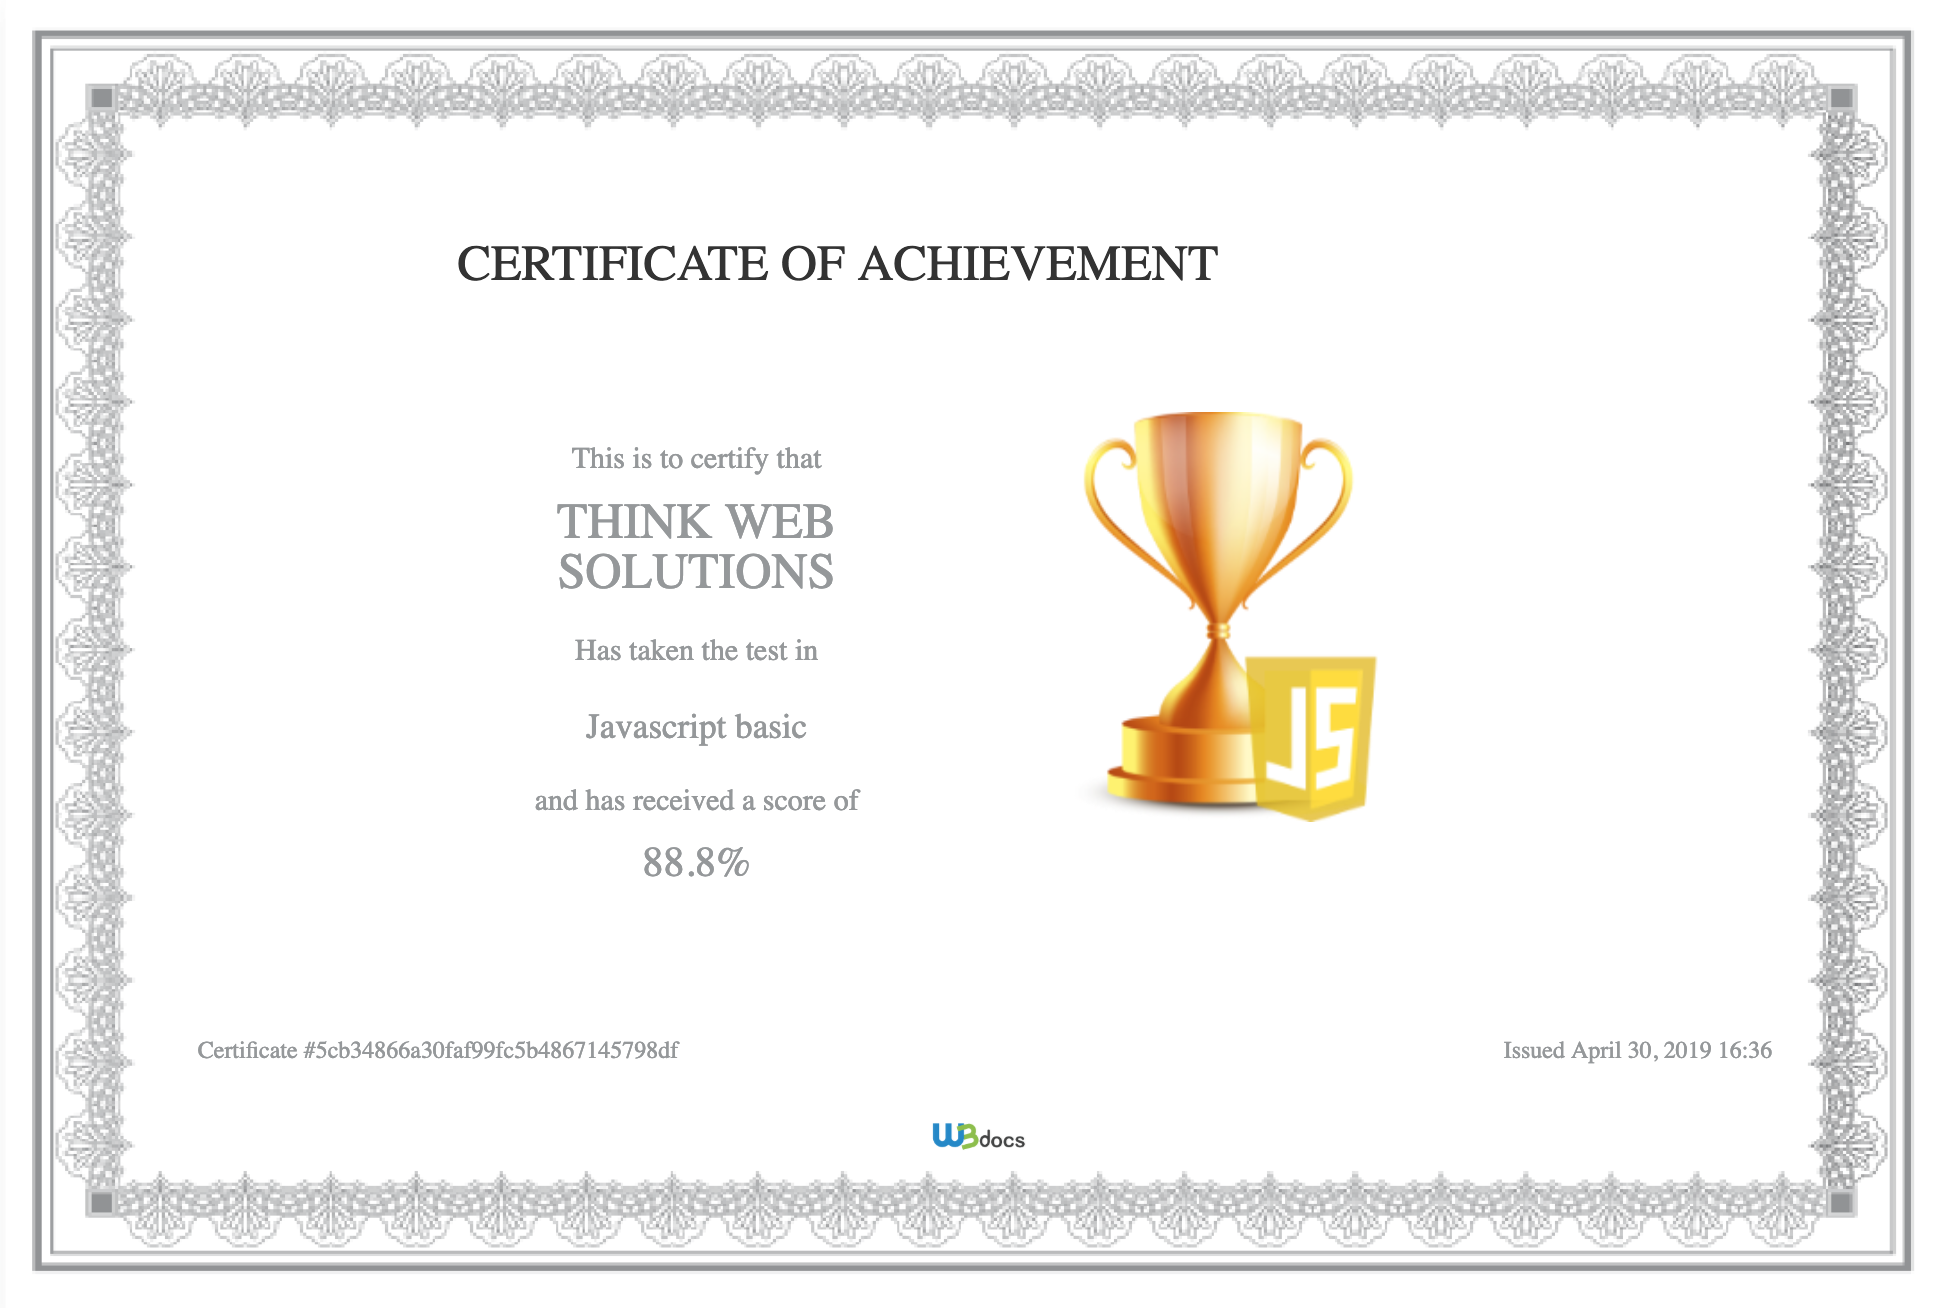 CERTIFICATE OF ACHIEVEMENT
This is to certify that
THINK WEB
SOLUTIONS
Has taken the test in
Javascript basic
and has received a score of
88.8%
JS
Certificate #5cb34866a30faf99fc5b4867145798df
Issued April 30, 2019 16:36
W3docs